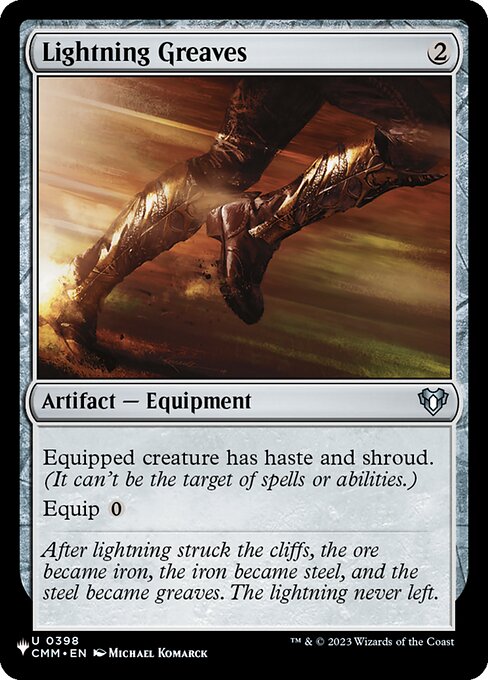 Lightning Greaves 2
Artifact — Equipment
Equipped creature has haste and shroud.
(It can't be the target of spells or abilities.)
Equip 0
After lightning struck the cliffs, the ore
became iron, the iron became steel, and the
steel became greaves. The lightning never left.
U 0398
CMM • EN Michael Komarck
™ & © 2023 Wizards of the Coast